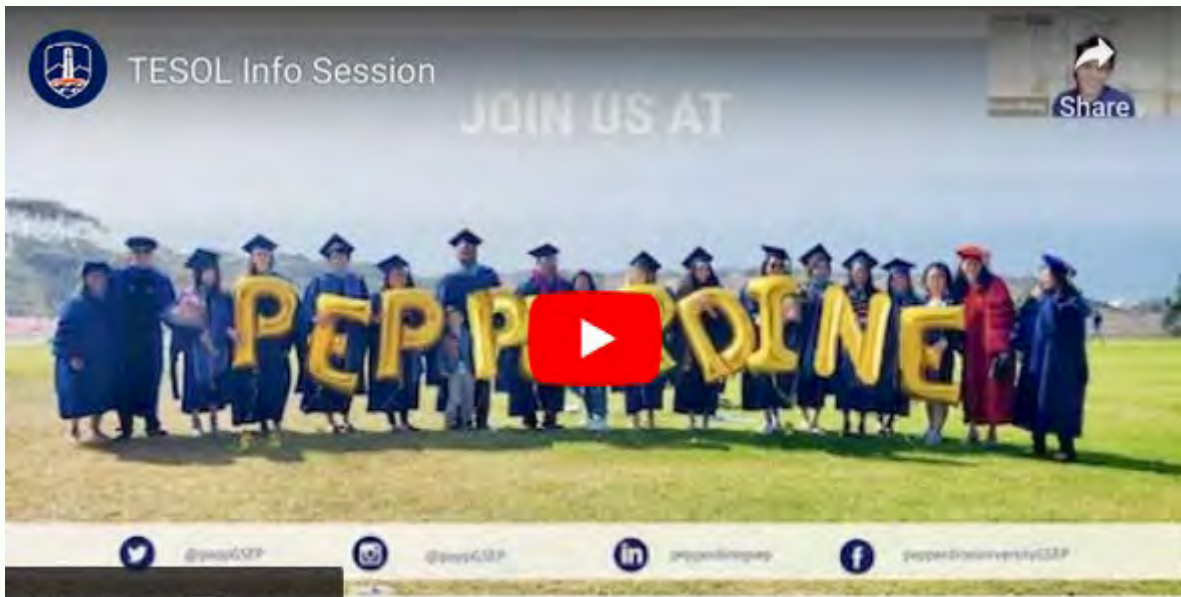 TESOL Info Session
JOIN US AT
Share
PEPPERDINE
@peppGSEP
@peppGSEP
pepperdinegsep
pepperdineuniversityGSEP